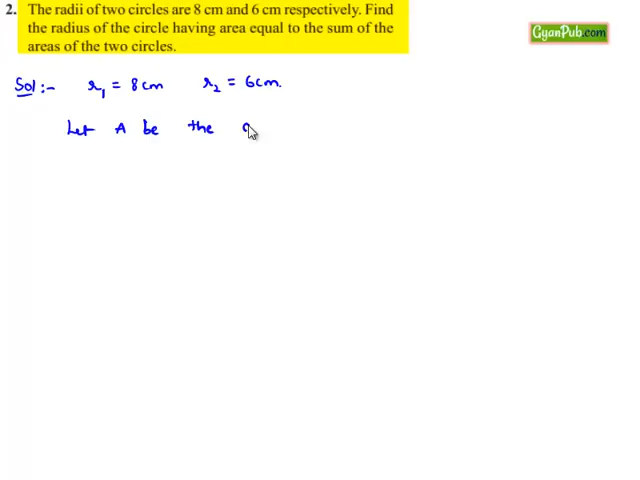 2. The radii of two circles are 8 cm and 6 cm respectively. Find
the radius of the circle having area equal to the sum of the
areas of the two circles.
GyanPub.com
Sol :- r₁ = 8 cm r₂ = 6 cm.
Let A be the